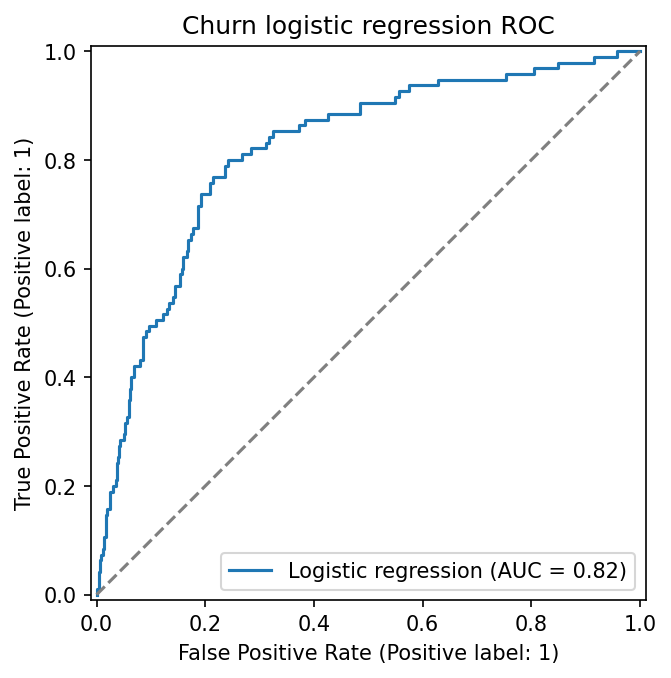 Churn logistic regression ROC
1.0
0.8
0.6
0.4
0.2
0.0
True Positive Rate (Positive label: 1)
Logistic regression (AUC = 0.82)
0.0 0.2 0.4 0.6 0.8 1.0
False Positive Rate (Positive label: 1)